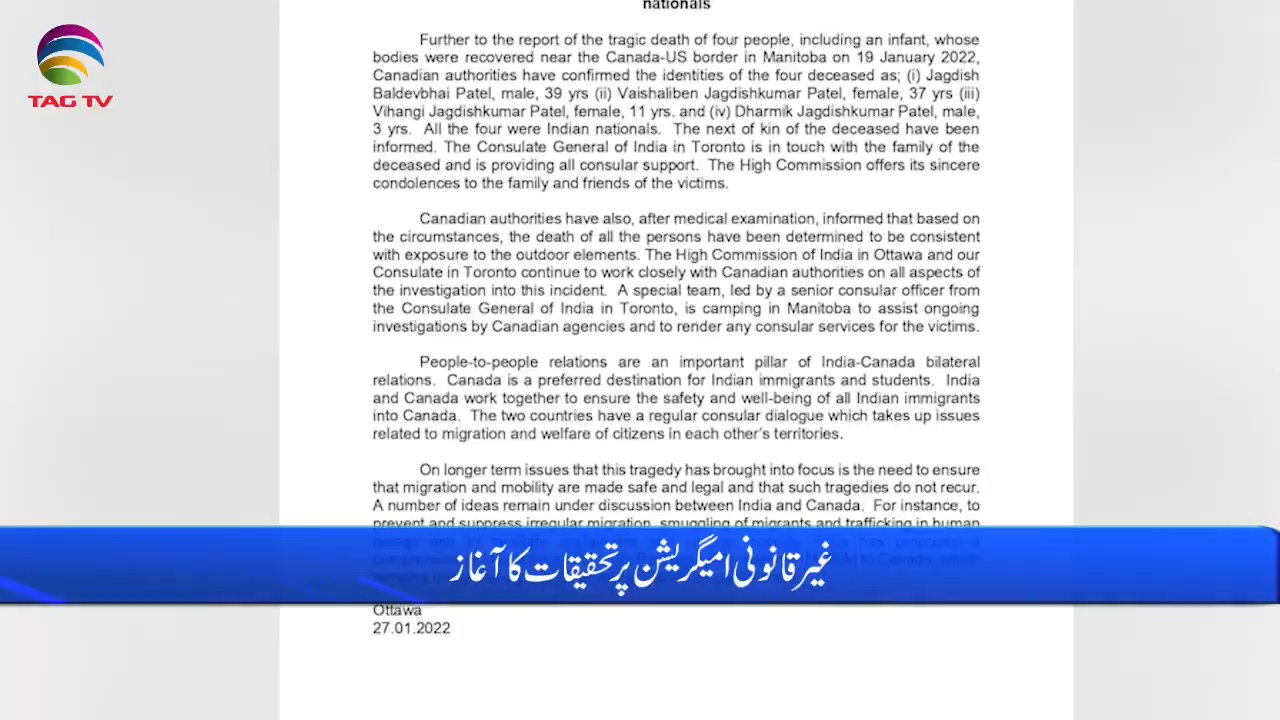 nationals
TAG TV
Further to the report of the tragic death of four people, including an infant, whose
bodies were recovered near the Canada-US border in Manitoba on 19 January 2022,
Canadian authorities have confirmed the identities of the four deceased as; (i) Jagdish
Baldevbhai Patel, male, 39 yrs (ii) Vaishaliben Jagdishkumar Patel, female, 37 yrs (iii)
Vihangi Jagdishkumar Patel, female, 11 yrs. and (iv) Dharmik Jagdishkumar Patel, male,
3 yrs. All the four were Indian nationals. The next of kin of the deceased have been
informed. The Consulate General of India in Toronto is in touch with the family of the
deceased and is providing all consular support. The High Commission offers its sincere
condolences to the family and friends of the victims.
Canadian authorities have also, after medical examination, informed that based on
the circumstances, the death of all the persons have been determined to be consistent
with exposure to the outdoor elements. The High Commission of India in Ottawa and our
Consulate in Toronto continue to work closely with Canadian authorities on all aspects of
the investigation into this incident. A special team, led by a senior consular officer from
the Consulate General of India in Toronto, is camping in Manitoba to assist ongoing
investigations by Canadian agencies and to render any consular services for the victims.
People-to-people relations are an important pillar of India-Canada bilateral
relations. Canada is a preferred destination for Indian immigrants and students. India
and Canada work together to ensure the safety and well-being of all Indian immigrants
into Canada. The two countries have a regular consular dialogue which takes up issues
related to migration and welfare of citizens in each other's territories.
On longer term issues that this tragedy has brought into focus is the need to ensure
that migration and mobility are made safe and legal and that such tragedies do not recur.
A number of ideas remain under discussion between India and Canada. For instance, to
prevent and suppress irregular migration, smuggling of migrants and trafficking in human
غیر قانونی امیگریشن پر تحقیقات کا آغاز
Ottawa
27.01.2022